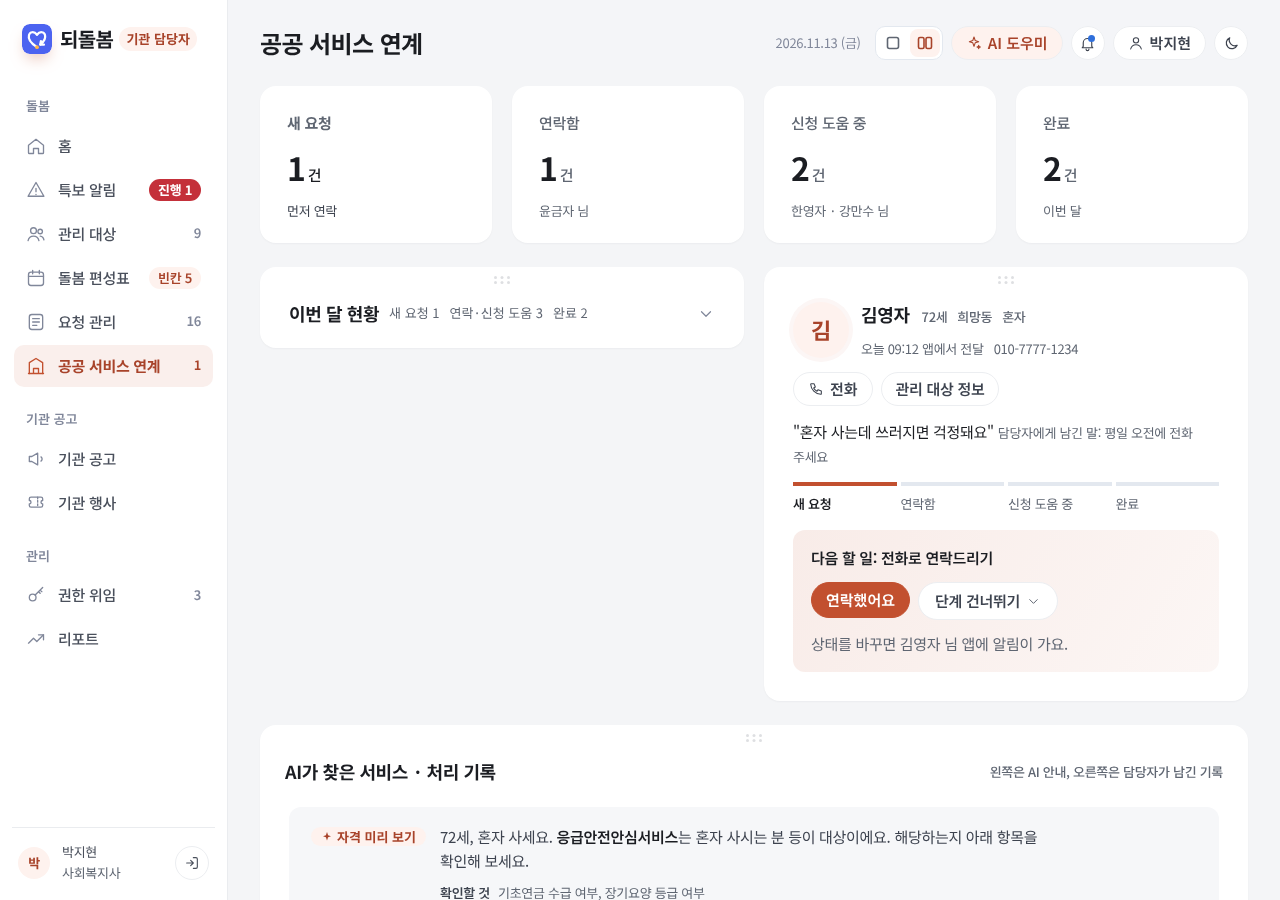 되돌봄 기관 담당자
돌봄
홈
특보 알림 진행 1
관리 대상 9
돌봄 편성표 빈칸 5
요청 관리 16
공공 서비스 연계 1
기관 공고
기관 공고
기관 행사
관리
권한 위임 3
리포트
박 박지현
사회복지사
공공 서비스 연계
2026.11.13 (금) AI 도우미 박지현
새 요청
1건
먼저 연락
연락함
1건
윤금자 님
신청 도움 중
2건
한영자 · 강만수 님
완료
2건
이번 달
이번 달 현황 새 요청 1 연락·신청 도움 3 완료 2
김 김영자 72세 희망동 혼자
오늘 09:12 앱에서 전달 010-7777-1234
전화 관리 대상 정보
"혼자 사는데 쓰러지면 걱정돼요" 담당자에게 남긴 말: 평일 오전에 전화
주세요
새 요청 연락함 신청 도움 중 완료
다음 할 일: 전화로 연락드리기
연락했어요 단계 건너뛰기
상태를 바꾸면 김영자 님 앱에 알림이 가요.
AI가 찾은 서비스 · 처리 기록 왼쪽은 AI 안내, 오른쪽은 담당자가 남긴 기록
자격 미리 보기 72세, 혼자 사세요. 응급안전안심서비스는 혼자 사시는 분 등이 대상이에요. 해당하는지 아래 항목을
확인해 보세요.
확인할 것 기초연금 수급 여부, 장기요양 등급 여부